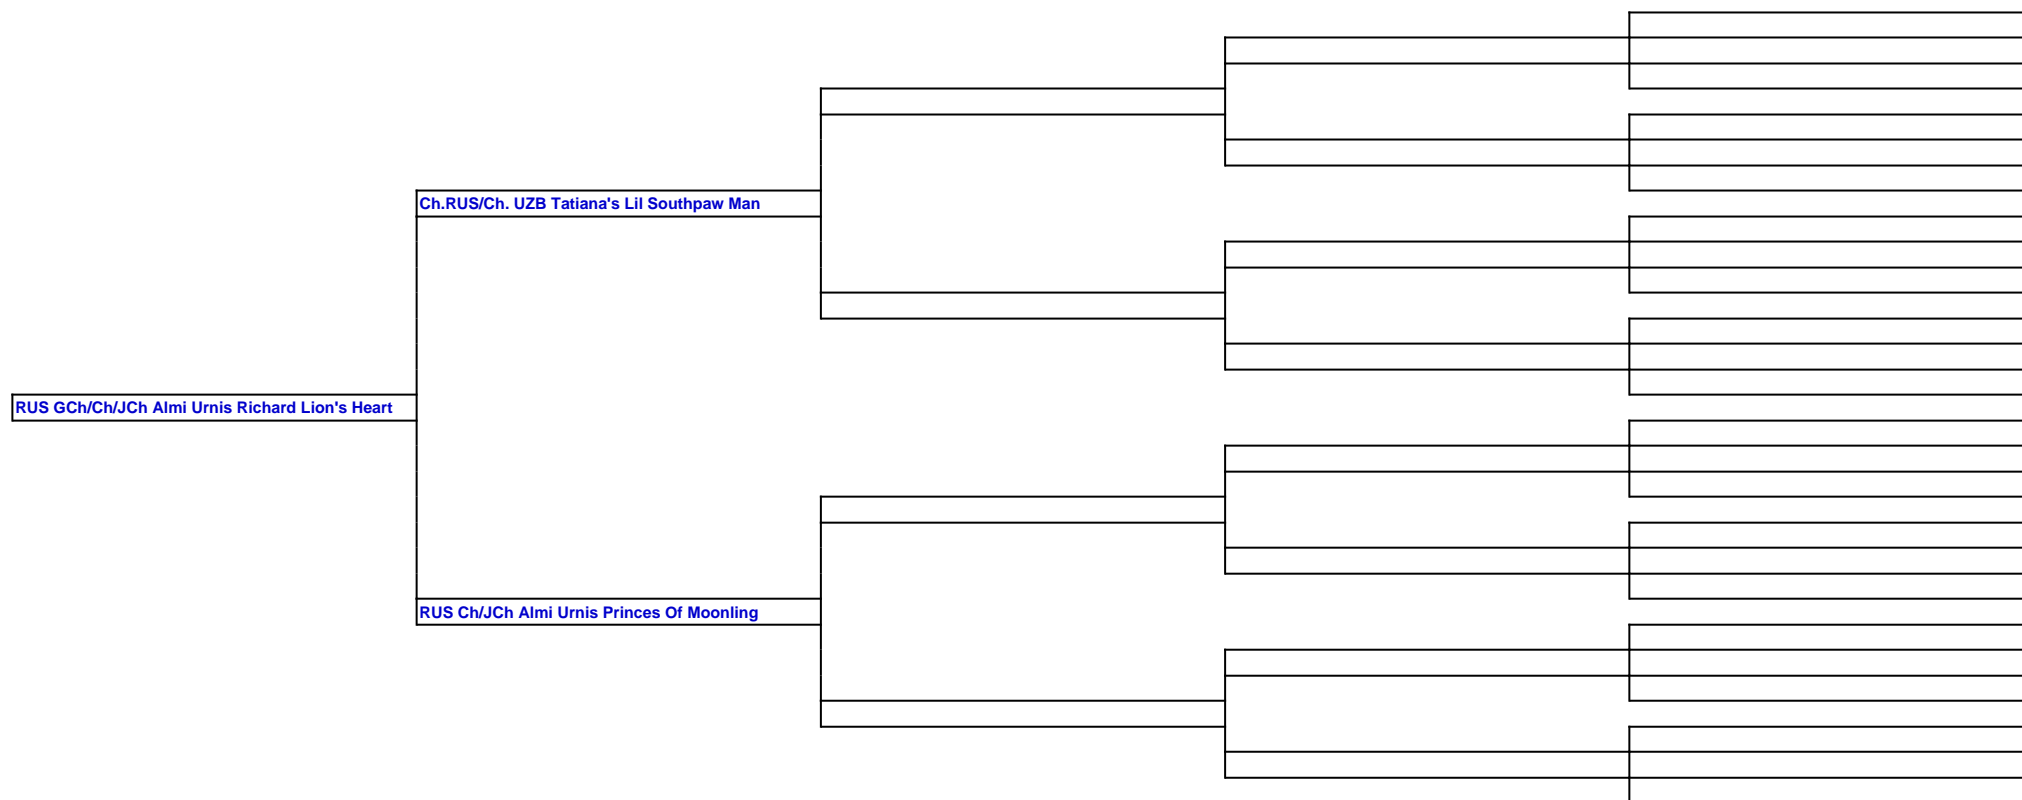 Ch.RUS/Ch. UZB Tatiana's Lil Southpaw Man
RUS GCh/Ch/JCh Almi Urnis Richard Lion's Heart
RUS Ch/JCh Almi Urnis Princes Of Moonling